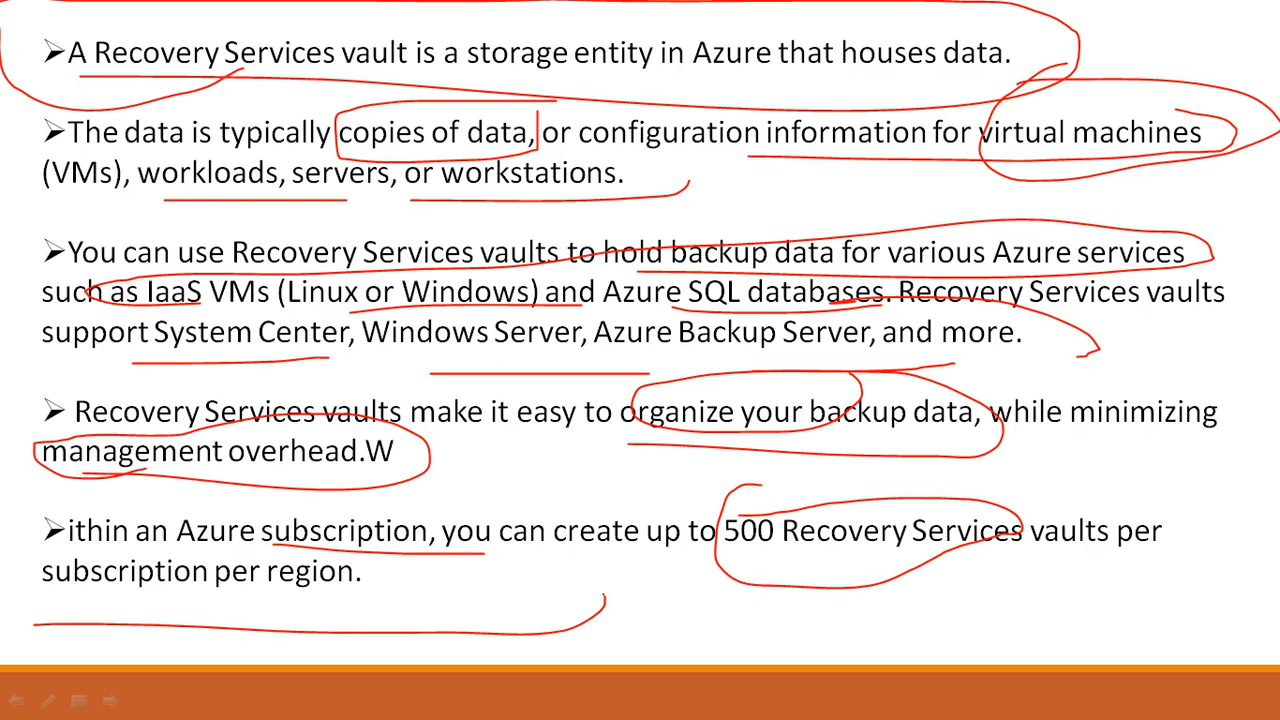 ➢A Recovery Services vault is a storage entity in Azure that houses data.
➢The data is typically copies of data, or configuration information for virtual machines
(VMs), workloads, servers, or workstations.
➢You can use Recovery Services vaults to hold backup data for various Azure services
such as IaaS VMs (Linux or Windows) and Azure SQL databases. Recovery Services vaults
support System Center, Windows Server, Azure Backup Server, and more.
➢ Recovery Services vaults make it easy to organize your backup data, while minimizing
management overhead.W
➢ithin an Azure subscription, you can create up to 500 Recovery Services vaults per
subscription per region.